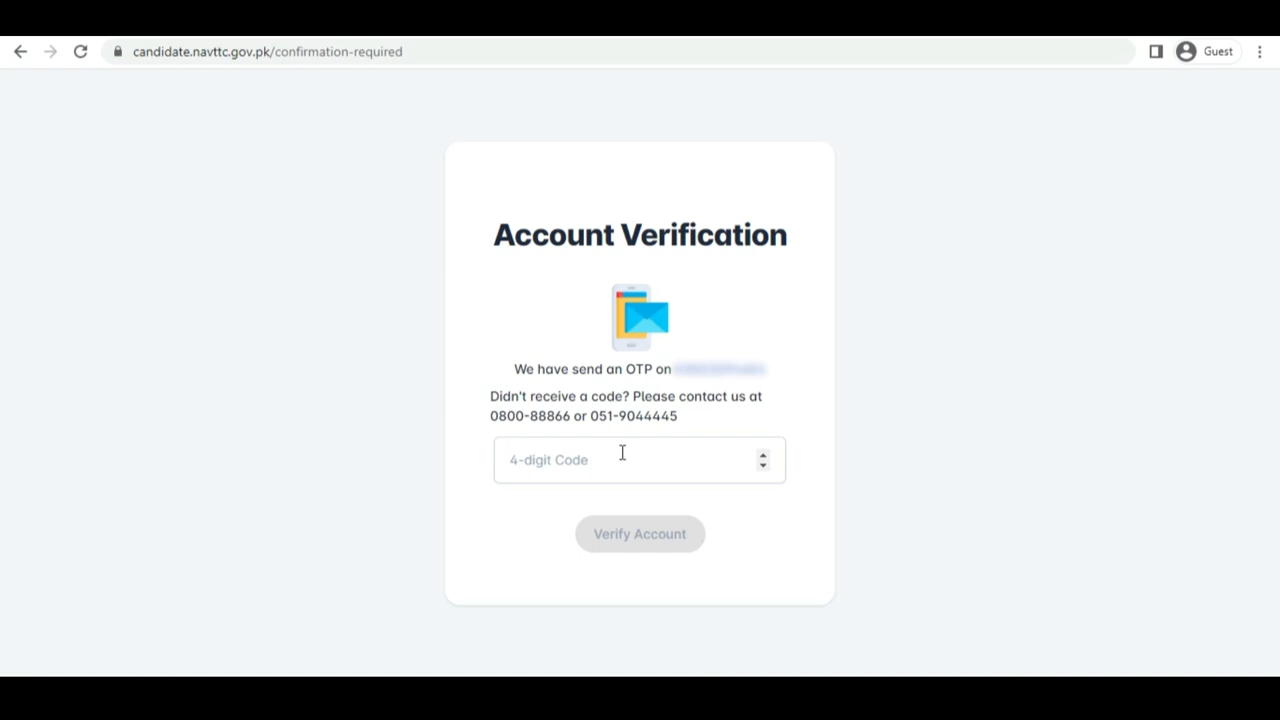 candidate.navttc.gov.pk/confirmation-required
Guest
Account Verification
We have send an OTP on
Didn't receive a code? Please contact us at
0800-88866 or 051-9044445
4-digit Code
Verify Account